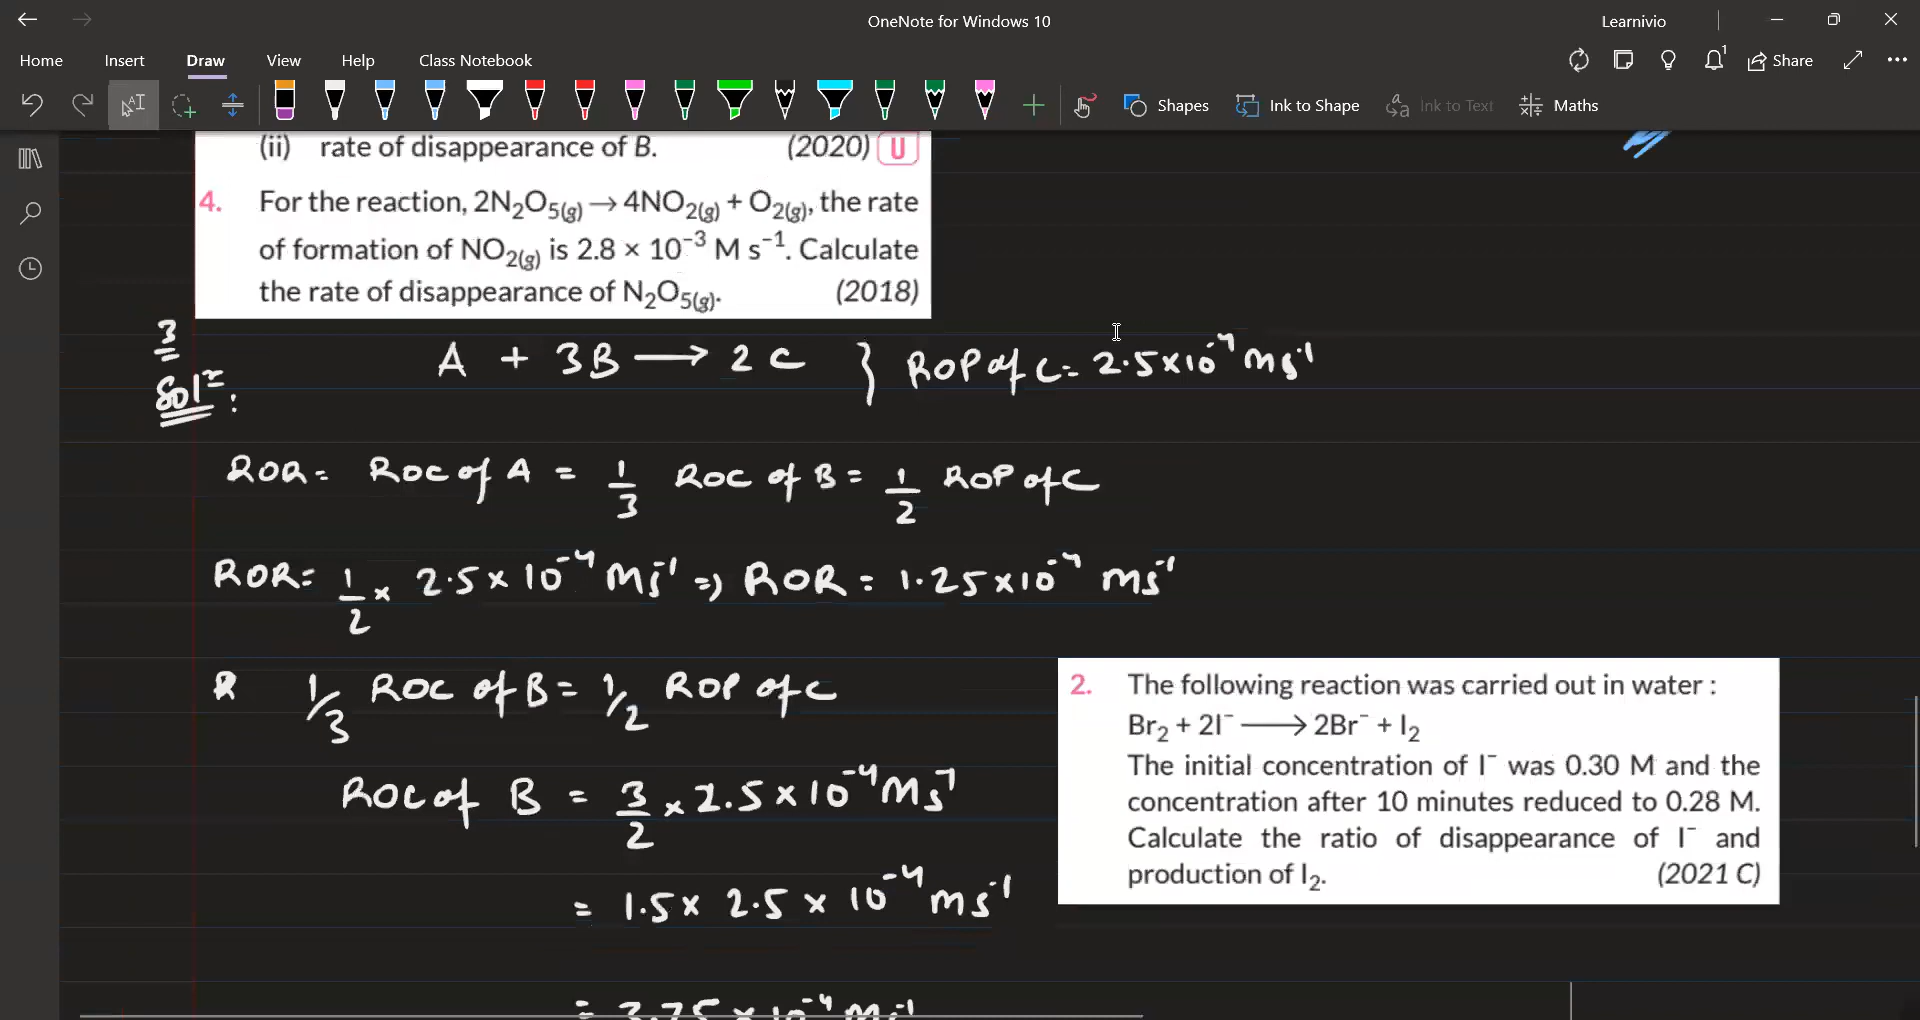 OneNote for Windows 10
Learnivio
Home Insert Draw View Help Class Notebook
1 Share
Shapes Ink to Shape Ink to Text Maths
(ii) rate of disappearance of B. (2020) U
4. For the reaction, 2N₂O₅(g) → 4NO₂(g) + O₂(g), the rate
of formation of NO₂(g) is 2.8 × 10⁻³ M s⁻¹. Calculate
the rate of disappearance of N₂O₅(g). (2018)
3
Solⁿ :
A + 3B → 2C } ROP of C = 2.5×10⁻⁴ Ms⁻¹
ROR = ROC of A = 1/3 ROC of B = 1/2 ROP of C
ROR = 1/2 × 2.5×10⁻⁴ Ms⁻¹ ⇒ ROR = 1.25×10⁻⁴ Ms⁻¹
1/3 ROC of B = 1/2 ROP of C
ROC of B = 3/2 × 2.5×10⁻⁴ Ms⁻¹
= 1.5 × 2.5 × 10⁻⁴ Ms⁻¹
= 3.75 × 10⁻⁴ Ms⁻¹
2. The following reaction was carried out in water :
Br₂ + 2I⁻ → 2Br⁻ + I₂
The initial concentration of I⁻ was 0.30 M and the
concentration after 10 minutes reduced to 0.28 M.
Calculate the ratio of disappearance of I⁻ and
production of I₂. (2021 C)